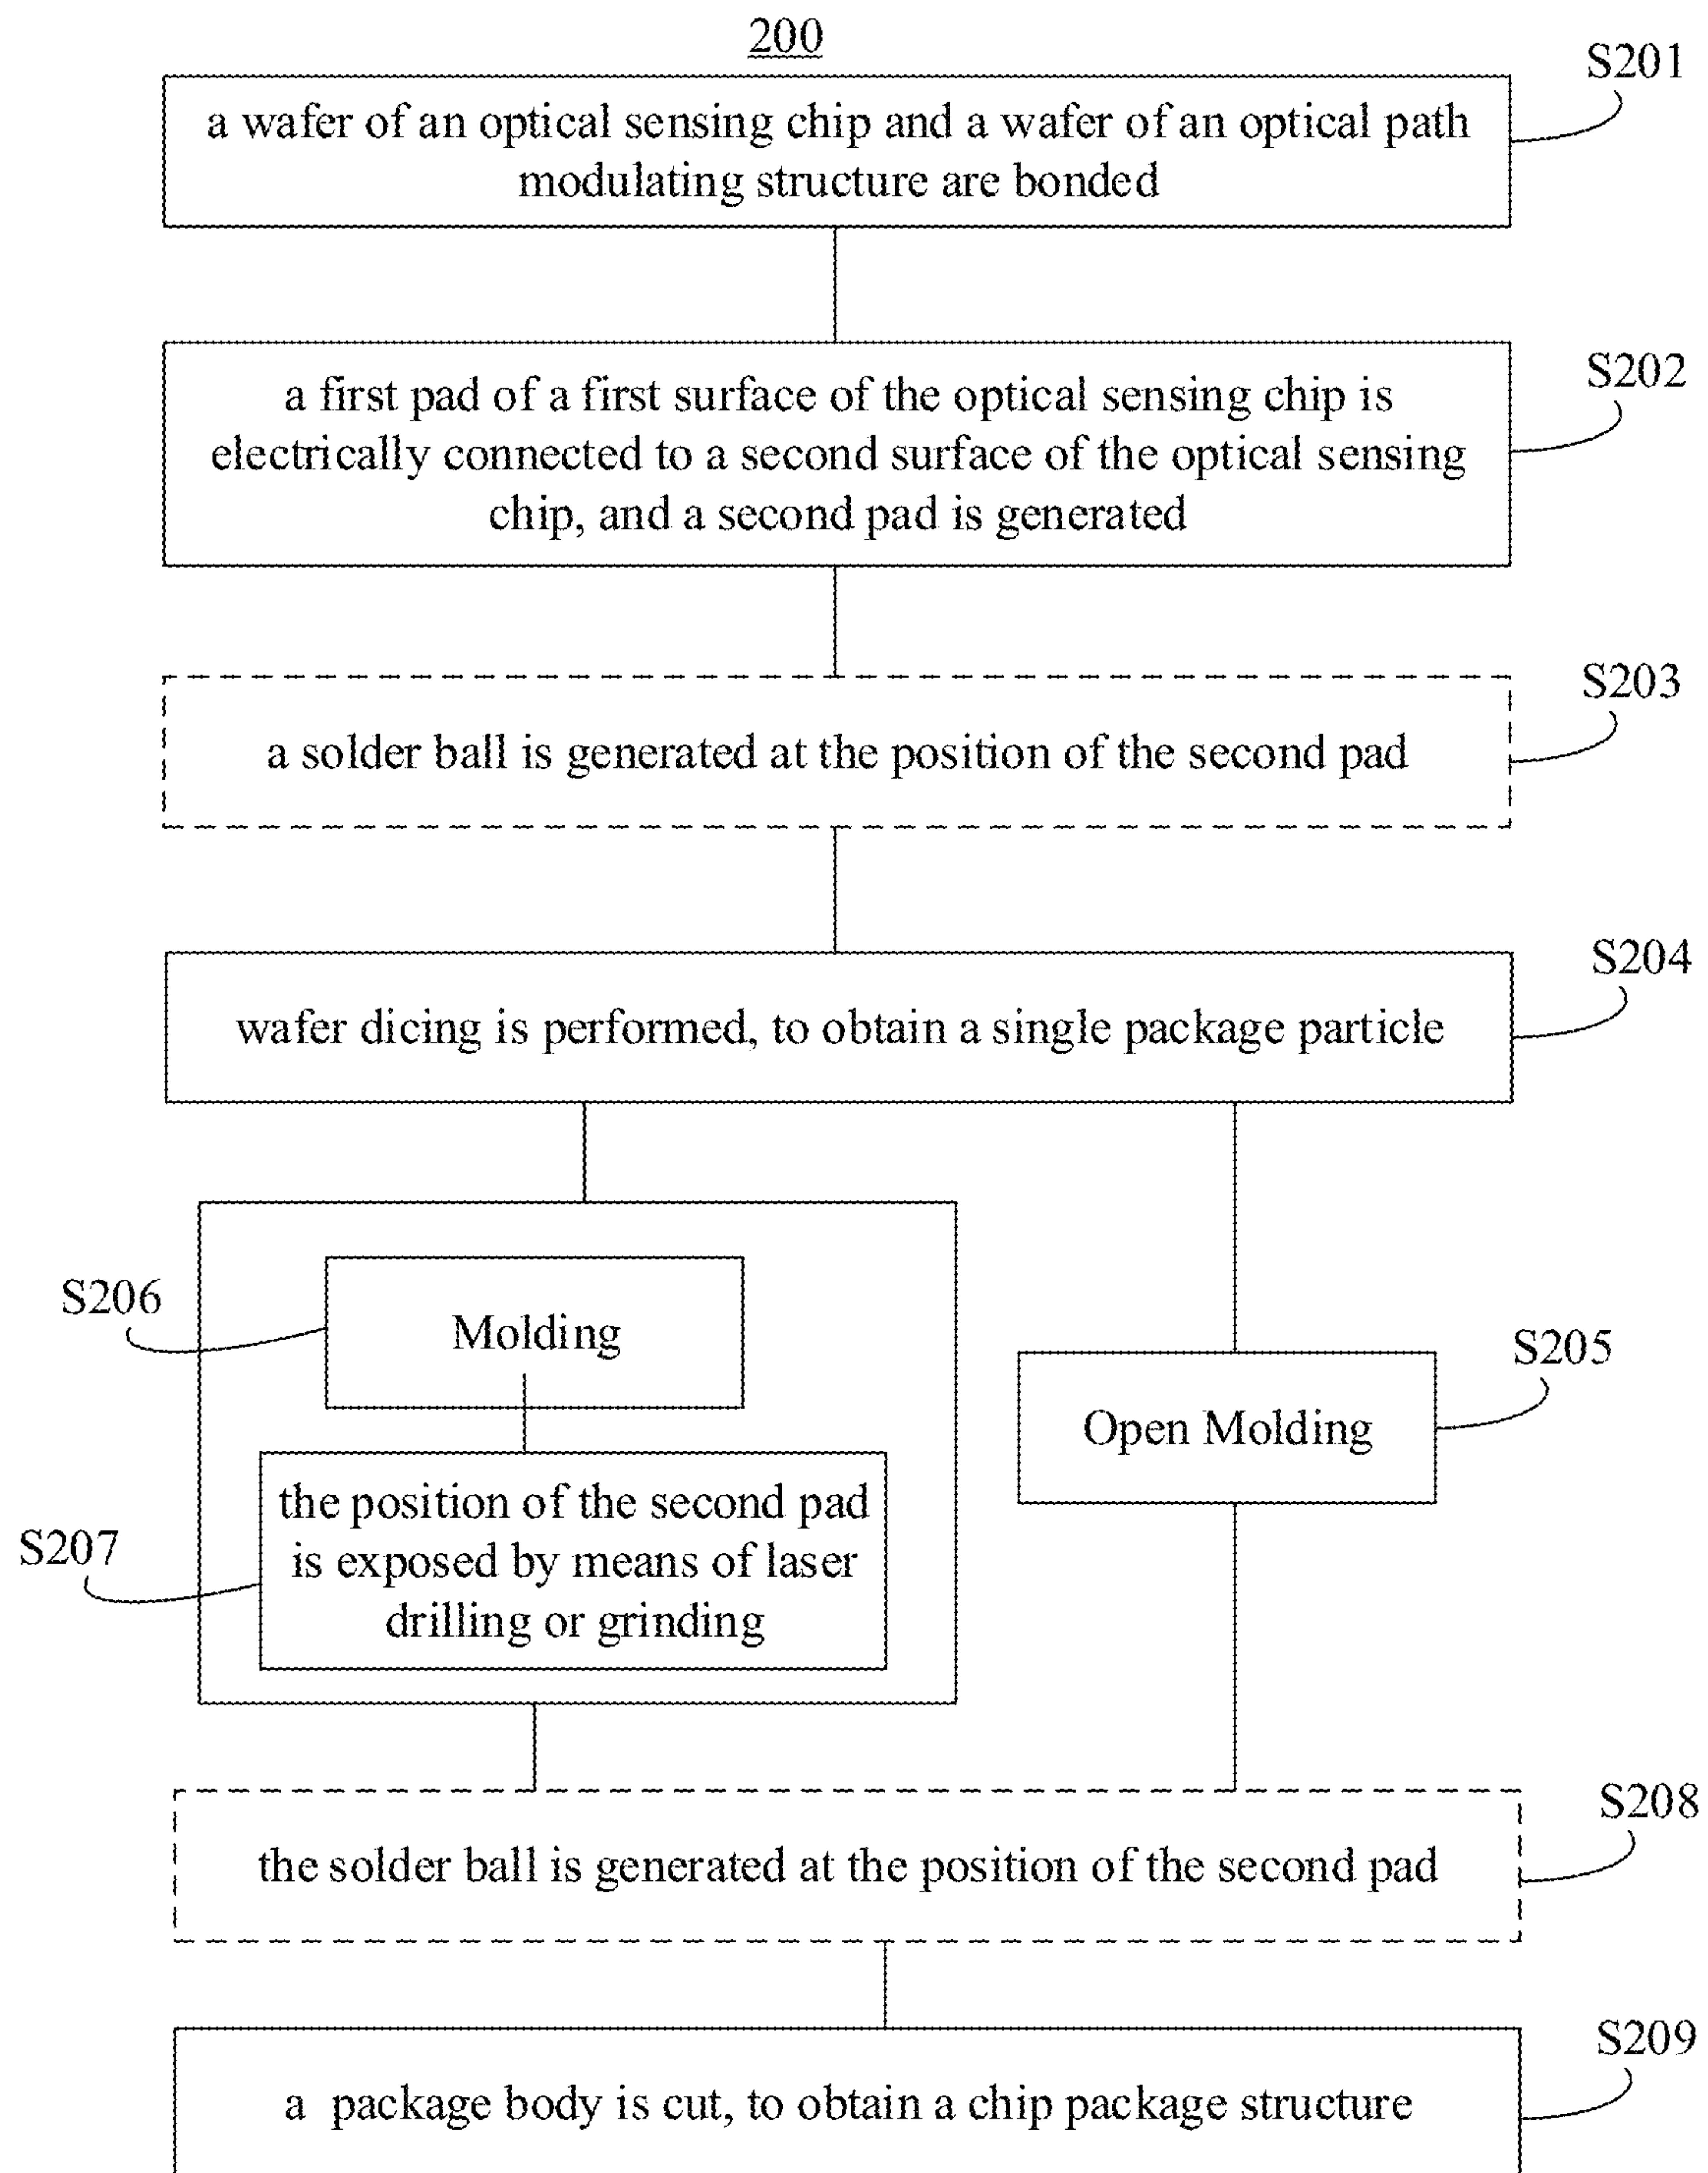 200
S201
a wafer of an optical sensing chip and a wafer of an optical path
modulating structure are bonded
S202
a first pad of a first surface of the optical sensing chip is
electrically connected to a second surface of the optical sensing
chip, and a second pad is generated
S203
a solder ball is generated at the position of the second pad
S204
wafer dicing is performed, to obtain a single package particle
S206
Molding
S205
Open Molding
S207
the position of the second pad
is exposed by means of laser
drilling or grinding
S208
the solder ball is generated at the position of the second pad
S209
a package body is cut, to obtain a chip package structure